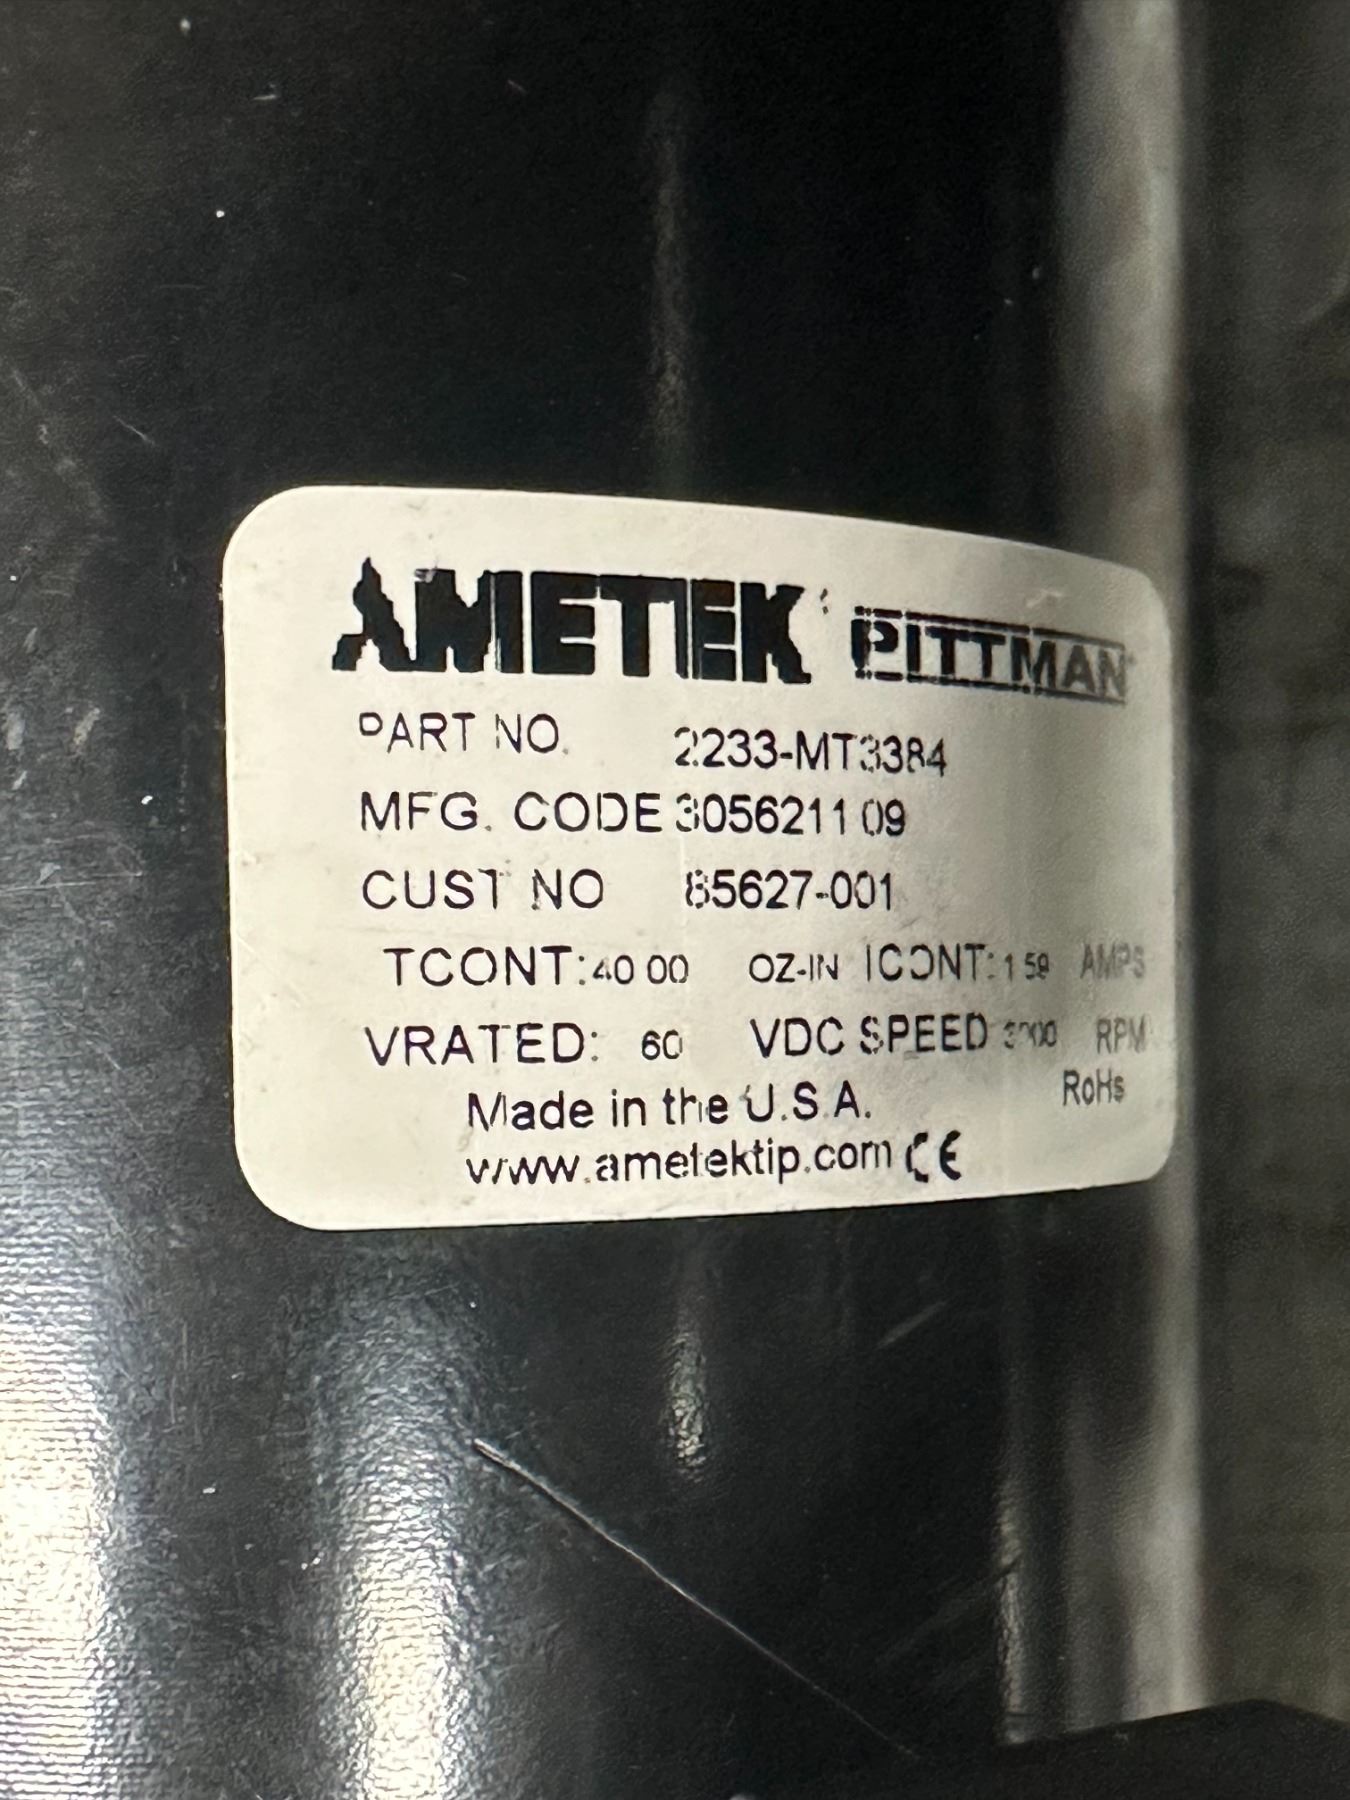 AMETEK PITTMAN
PART NO. 2233-MT3384
MFG. CODE 305621109
CUST NO 85627-001
TCONT: 40.00 OZ-IN ICONT: 1.59 AMPS
VRATED: 60 VDC SPEED RPM
RoHs
Made in the U.S.A.
www.ametektip.com CE